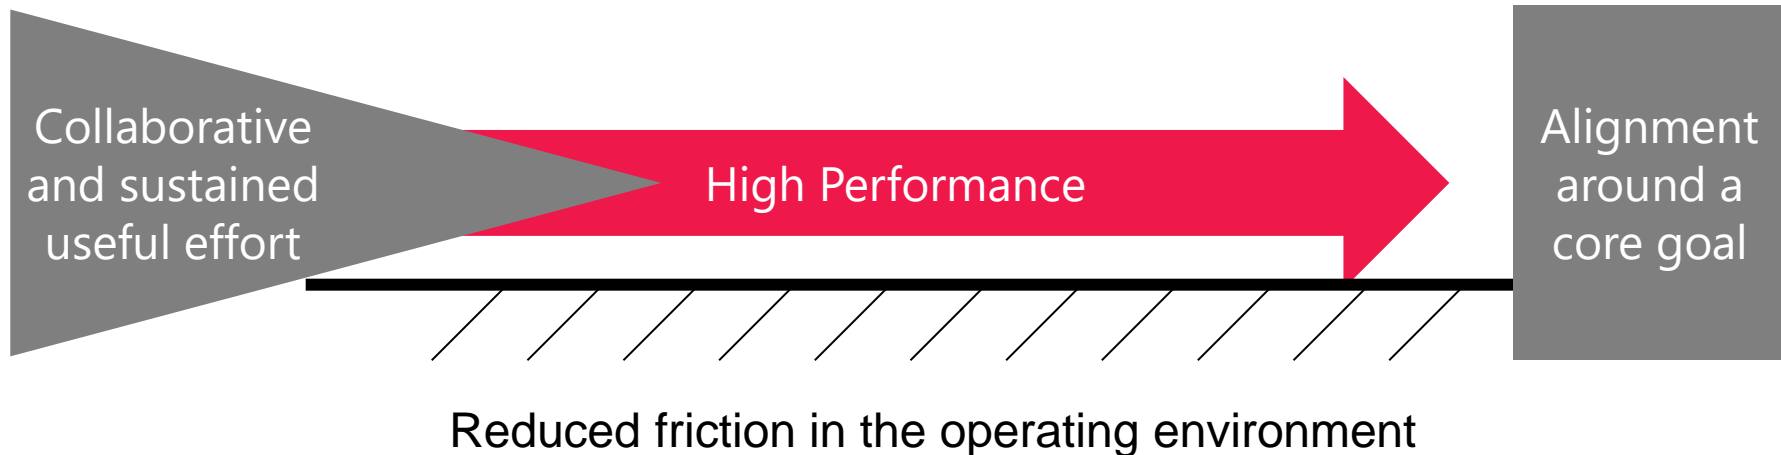 Collaborative
and sustained
useful effort
High Performance
Alignment
around a
core goal
Reduced friction in the operating environment